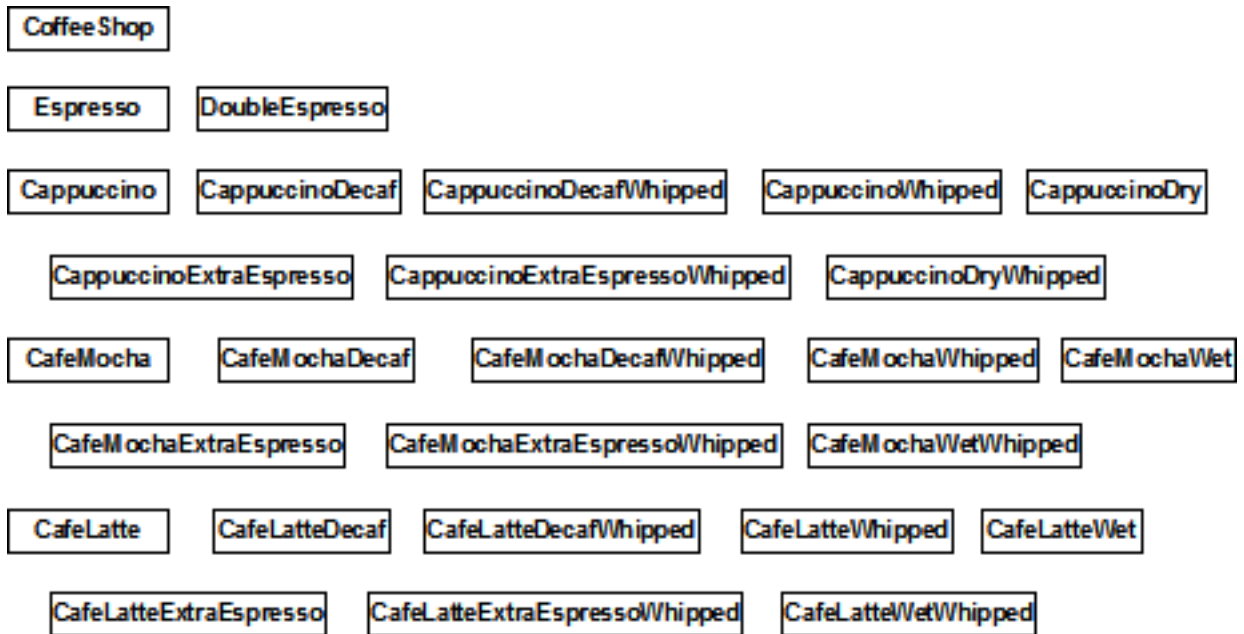 CoffeeShop
Espresso DoubleEspresso
Cappuccino CappuccinoDecaf CappuccinoDecafWhipped CappuccinoWhipped CappuccinoDry
CappuccinoExtraEspresso CappuccinoExtraEspressoWhipped CappuccinoDryWhipped
CafeMocha CafeMochaDecaf CafeMochaDecafWhipped CafeMochaWhipped CafeMochaWet
CafeMochaExtraEspresso CafeMochaExtraEspressoWhipped CafeMochaWetWhipped
CafeLatte CafeLatteDecaf CafeLatteDecafWhipped CafeLatteWhipped CafeLatteWet
CafeLatteExtraEspresso CafeLatteExtraEspressoWhipped CafeLatteWetWhipped